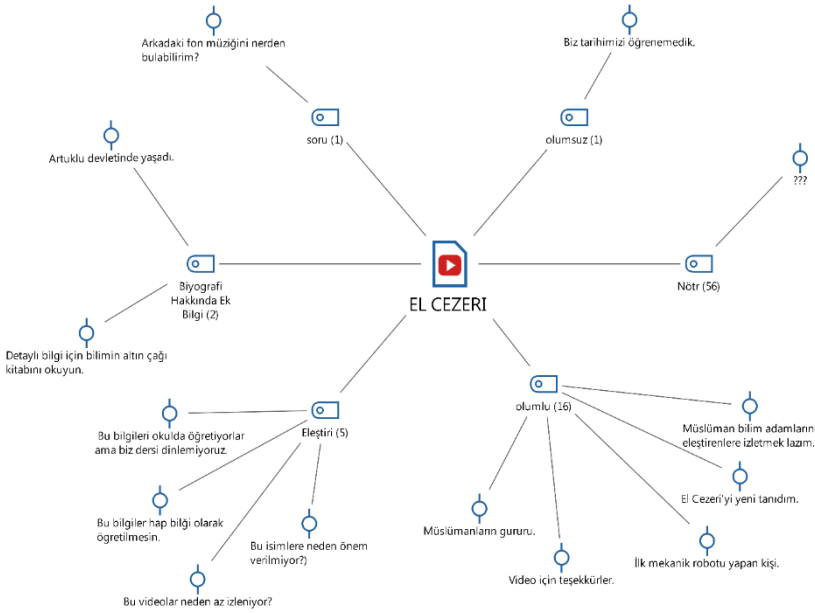 Arkadaki fon müziğini nerden
bulabilirim?
Biz tarihimizi öğrenemedik.
soru (1)
olumsuz (1)
Artuklu devletinde yaşadı.
???
Biyografi
Hakkında Ek
Bilgi (2)
EL CEZERI
Nötr (56)
Detaylı bilgi için bilimin altın çağı
kitabını okuyun.
Bu bilgileri okulda öğretiyorlar
ama biz dersi dinlemiyoruz.
Eleştiri (5)
olumlu (16)
Müslüman bilim adamların
eleştirenlere izletmek lazım.
El Cezeri'yi yeni tanıdım.
Bu bilgiler hap bilği olarak
ögretilmesin.
Bu isimlere neden önem
verilmiyor?)
Müslümanların gururu.
İlk mekanik robotu yapan kişi.
Video için teşekkürler.
Bu videolar neden az izleniyor?